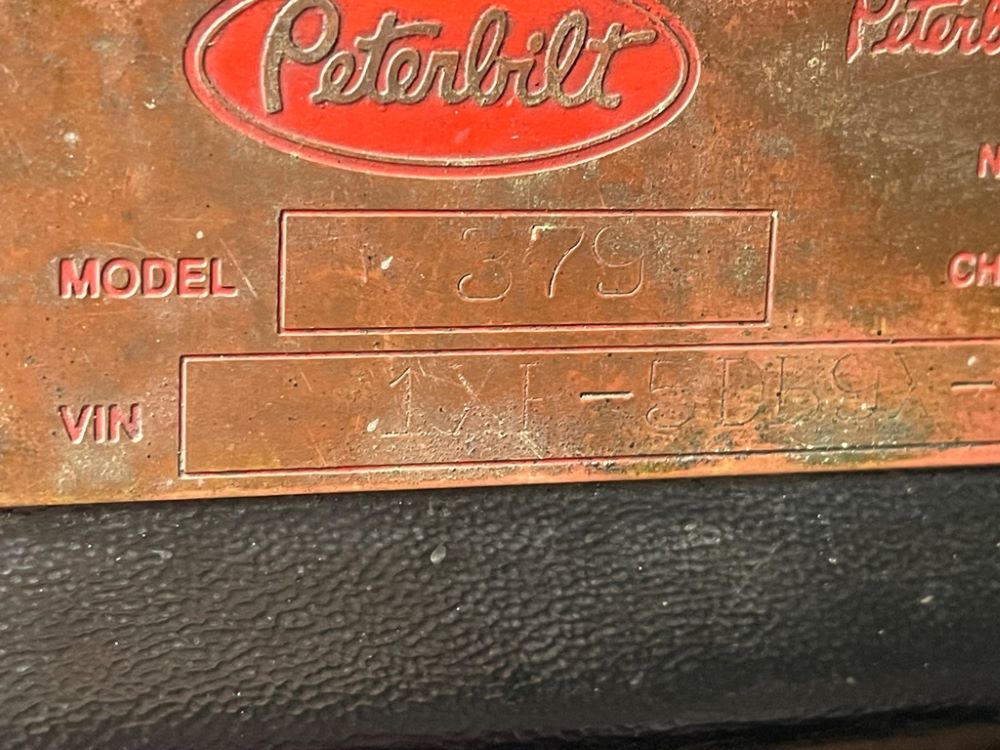 Peterbilt
MODEL 379
VIN 1XP-5DB9X-